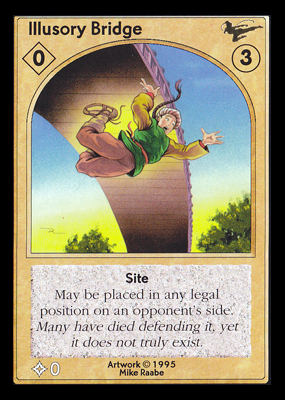 Illusory Bridge
0
3
Site
May be placed in any legal
position on an opponent's side.
Many have died defending it, yet
it does not truly exist.
0
Artwork © 1995
Mike Raabe